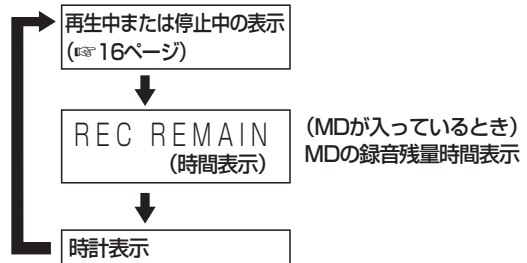 再生中または停止中の表示
(☞16ページ)
REC REMAIN
(時間表示)
(MDが入っているとき)
MDの録音残量時間表示
時計表示